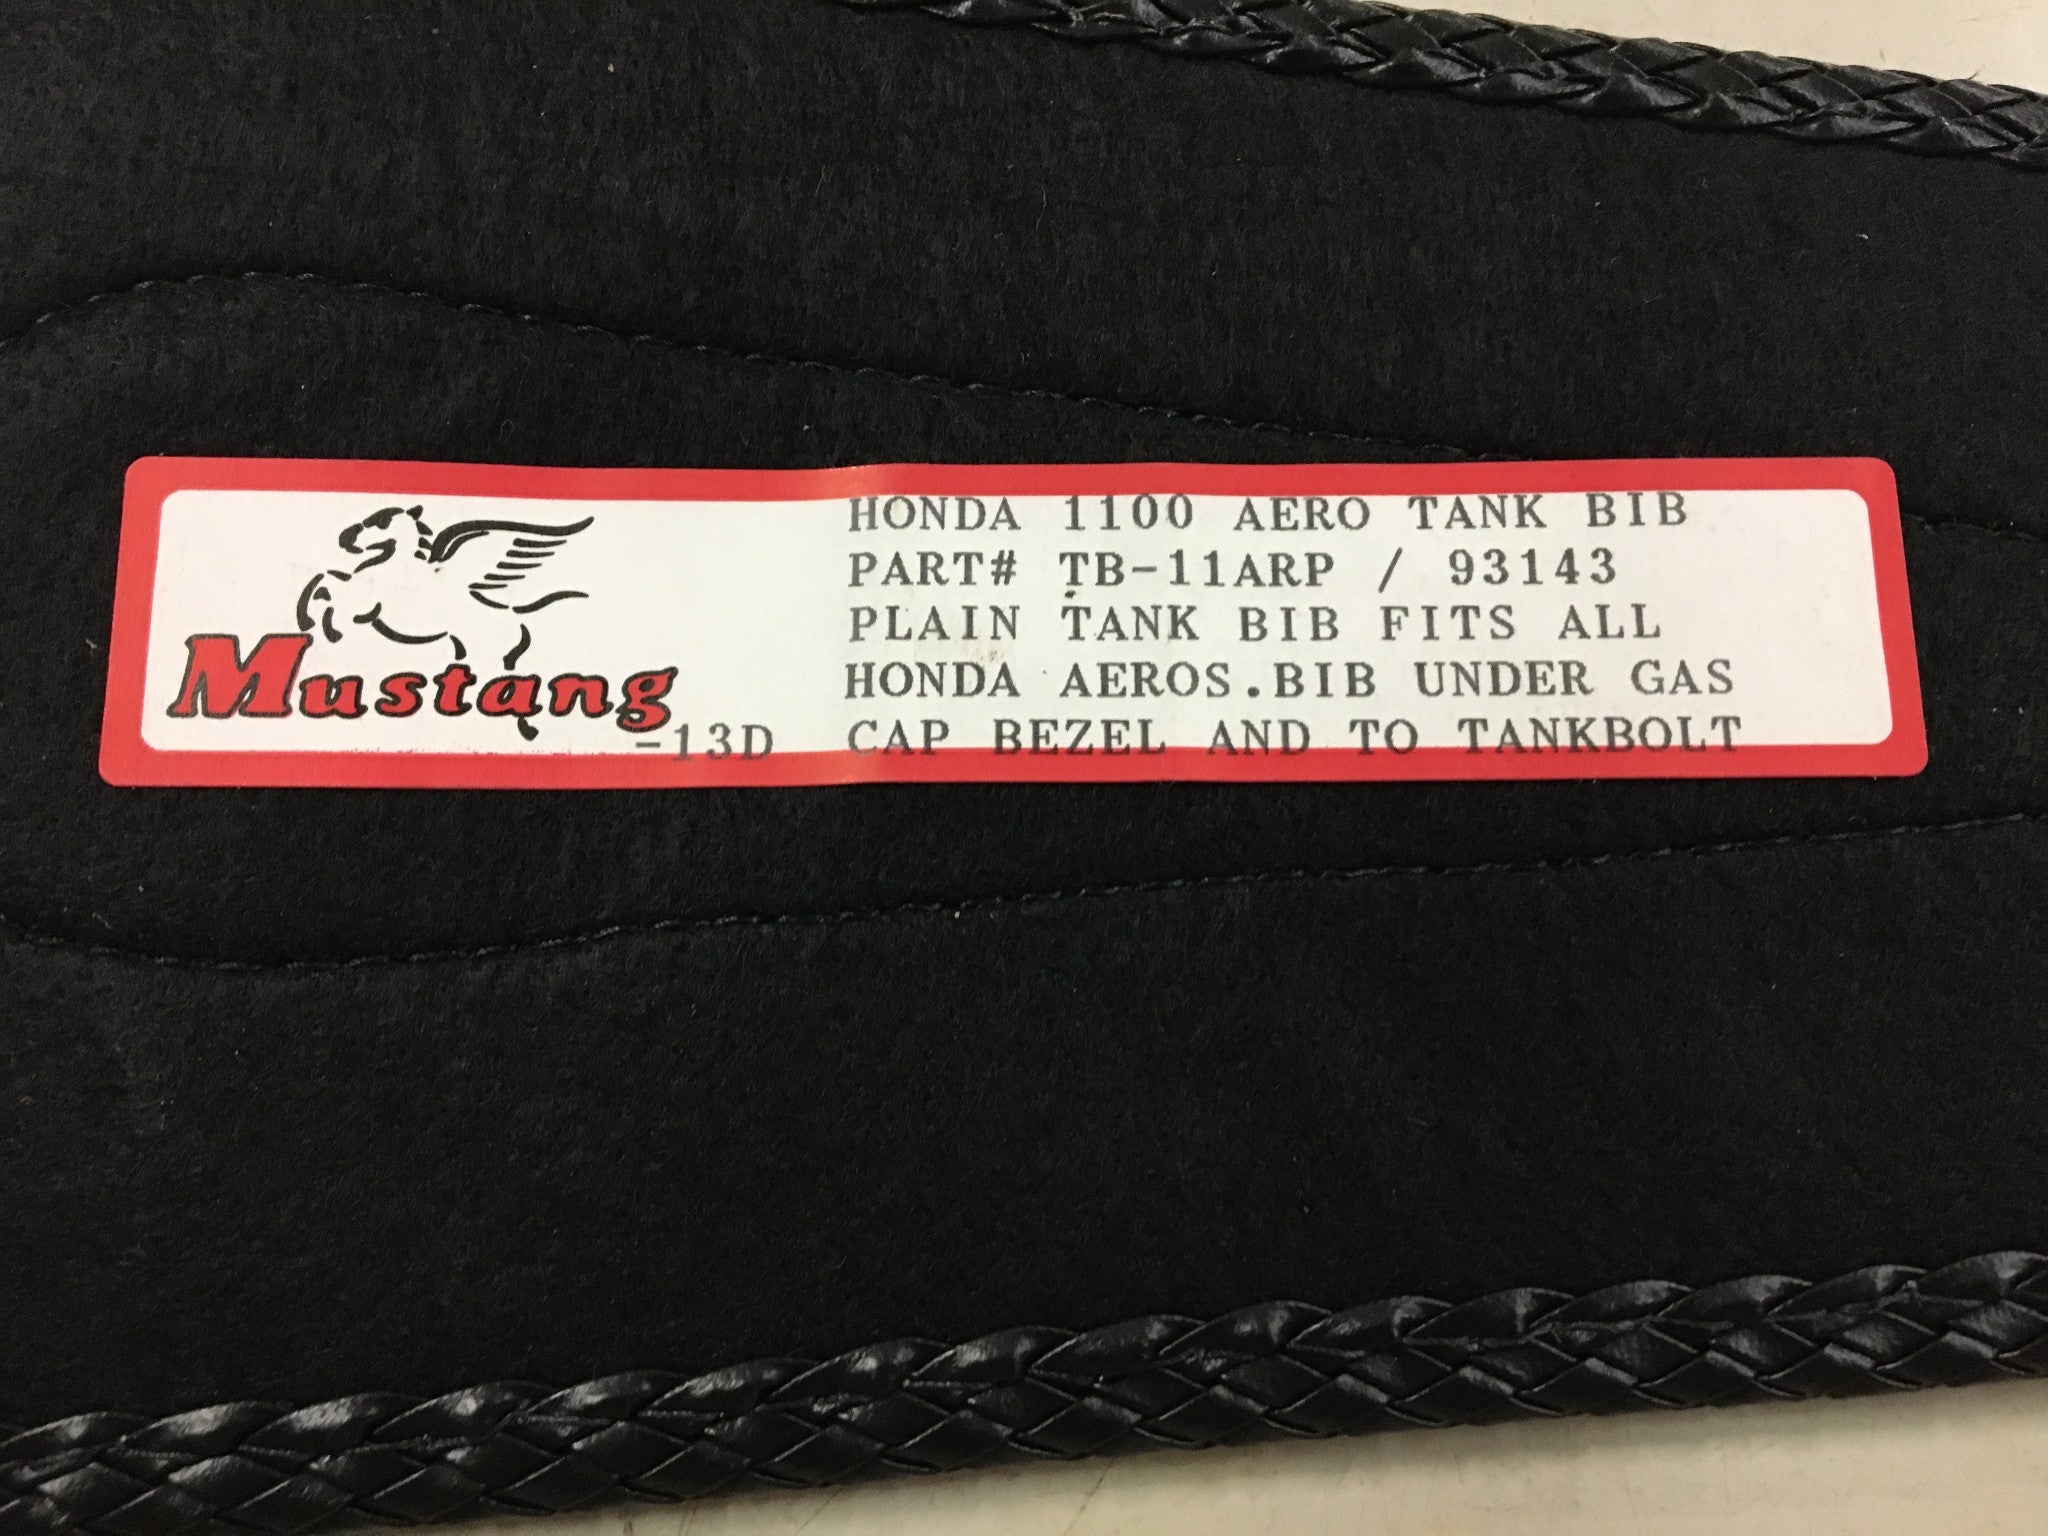 Mustang
-13D
HONDA 1100 AERO TANK BIB
PART# TB-11ARP / 93143
PLAIN TANK BIB FITS ALL
HONDA AEROS.BIB UNDER GAS
CAP BEZEL AND TO TANKBOLT